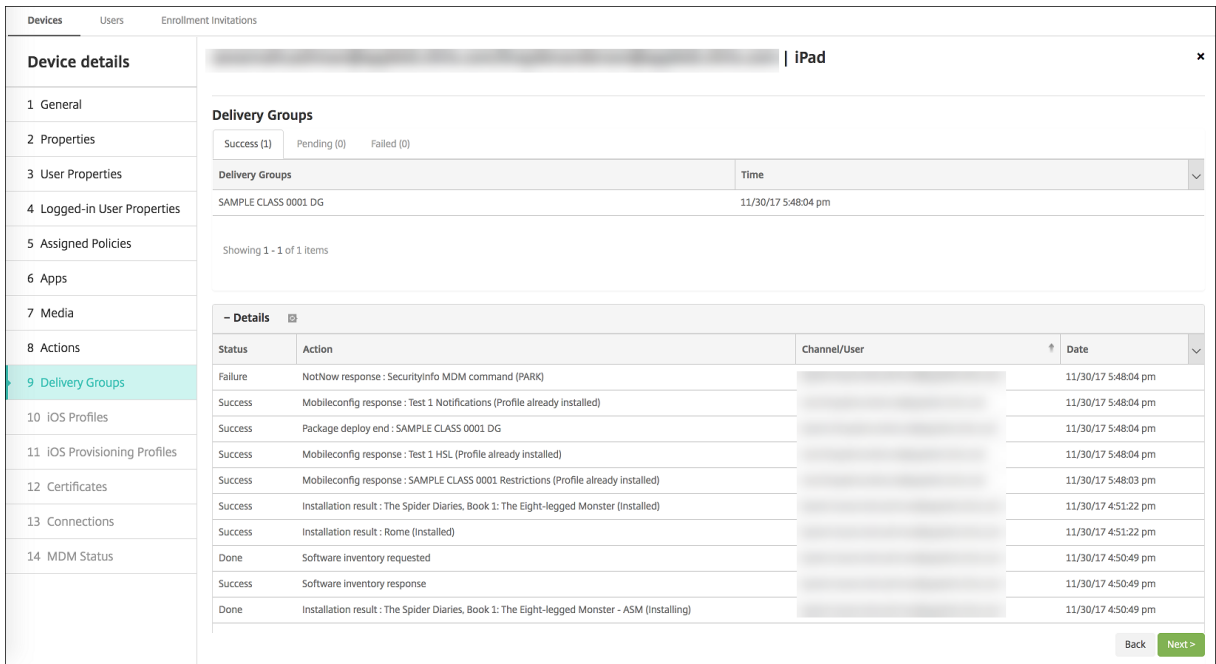 Devices Users Enrollment Invitations
Device details
| iPad
×
1 General
2 Properties
3 User Properties
4 Logged-in User Properties
5 Assigned Policies
6 Apps
7 Media
8 Actions
9 Delivery Groups
10 iOS Profiles
11 iOS Provisioning Profiles
12 Certificates
13 Connections
14 MDM Status
Delivery Groups
Success (1) Pending (0) Failed (0)
Delivery Groups Time
SAMPLE CLASS 0001 DG 11/30/17 5:48:04 pm
Showing 1 - 1 of 1 items
– Details
Status Action Channel/User Date
Failure NotNow response : SecurityInfo MDM command (PARK) 11/30/17 5:48:04 pm
Success Mobileconfig response : Test 1 Notifications (Profile already installed) 11/30/17 5:48:04 pm
Success Package deploy end : SAMPLE CLASS 0001 DG 11/30/17 5:48:04 pm
Success Mobileconfig response : Test 1 HSL (Profile already installed) 11/30/17 5:48:04 pm
Success Mobileconfig response : SAMPLE CLASS 0001 Restrictions (Profile already installed) 11/30/17 5:48:03 pm
Success Installation result : The Spider Diaries, Book 1: The Eight-legged Monster (Installed) 11/30/17 4:51:22 pm
Success Installation result : Rome (Installed) 11/30/17 4:51:22 pm
Done Software inventory requested 11/30/17 4:50:49 pm
Success Software inventory response 11/30/17 4:50:49 pm
Done Installation result : The Spider Diaries, Book 1: The Eight-legged Monster - ASM (Installing) 11/30/17 4:50:49 pm
Back Next >